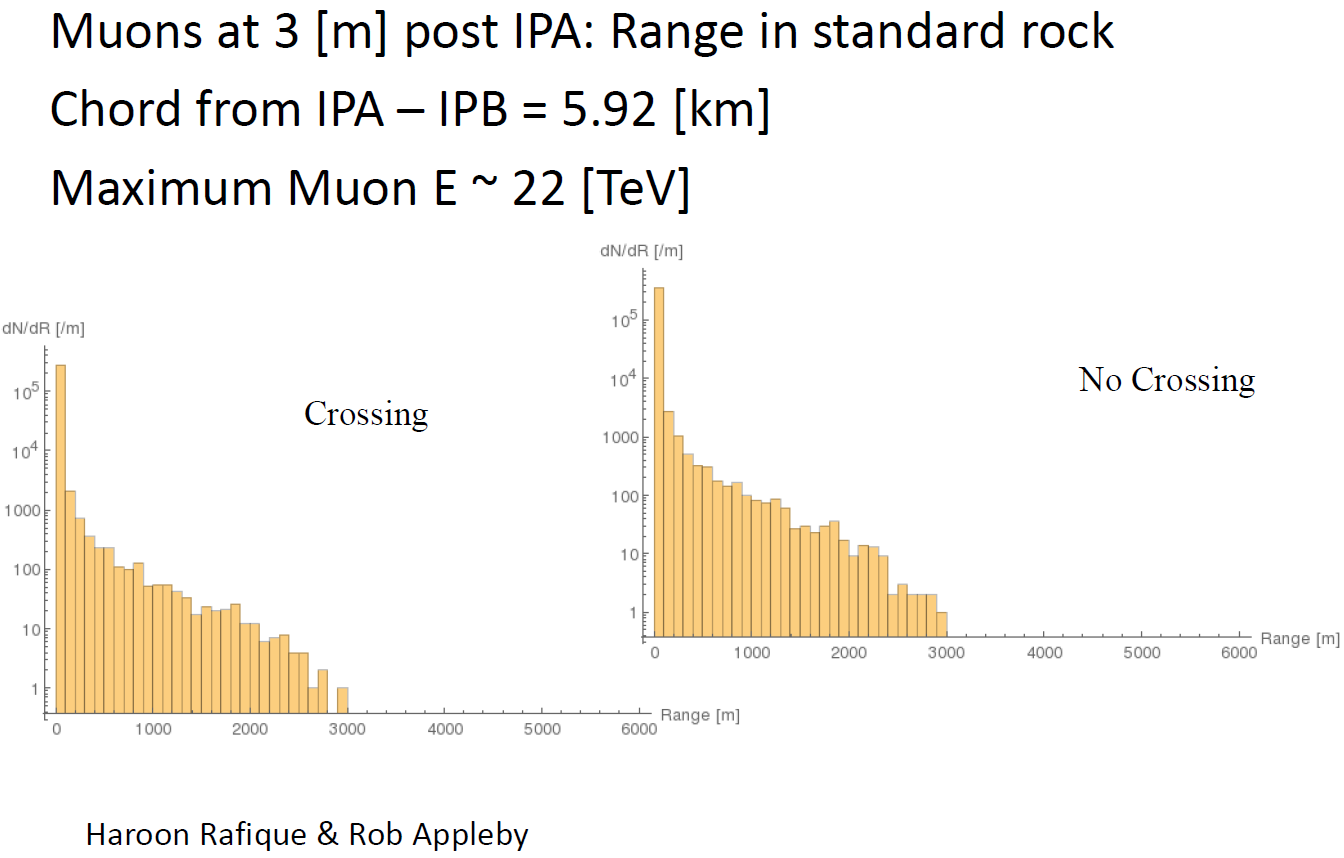 Muons at 3 [m] post IPA: Range in standard rock
Chord from IPA – IPB = 5.92 [km]
Maximum Muon E ~ 22 [TeV]
dN/dR [/m]
10^5
10^4
1000
100
10
1
0 1000 2000 3000 4000 5000 6000
Range [m]
Crossing
dN/dR [/m]
10^5
10^4
1000
100
10
1
0 1000 2000 3000 4000 5000 6000
Range [m]
No Crossing
Haroon Rafique & Rob Appleby